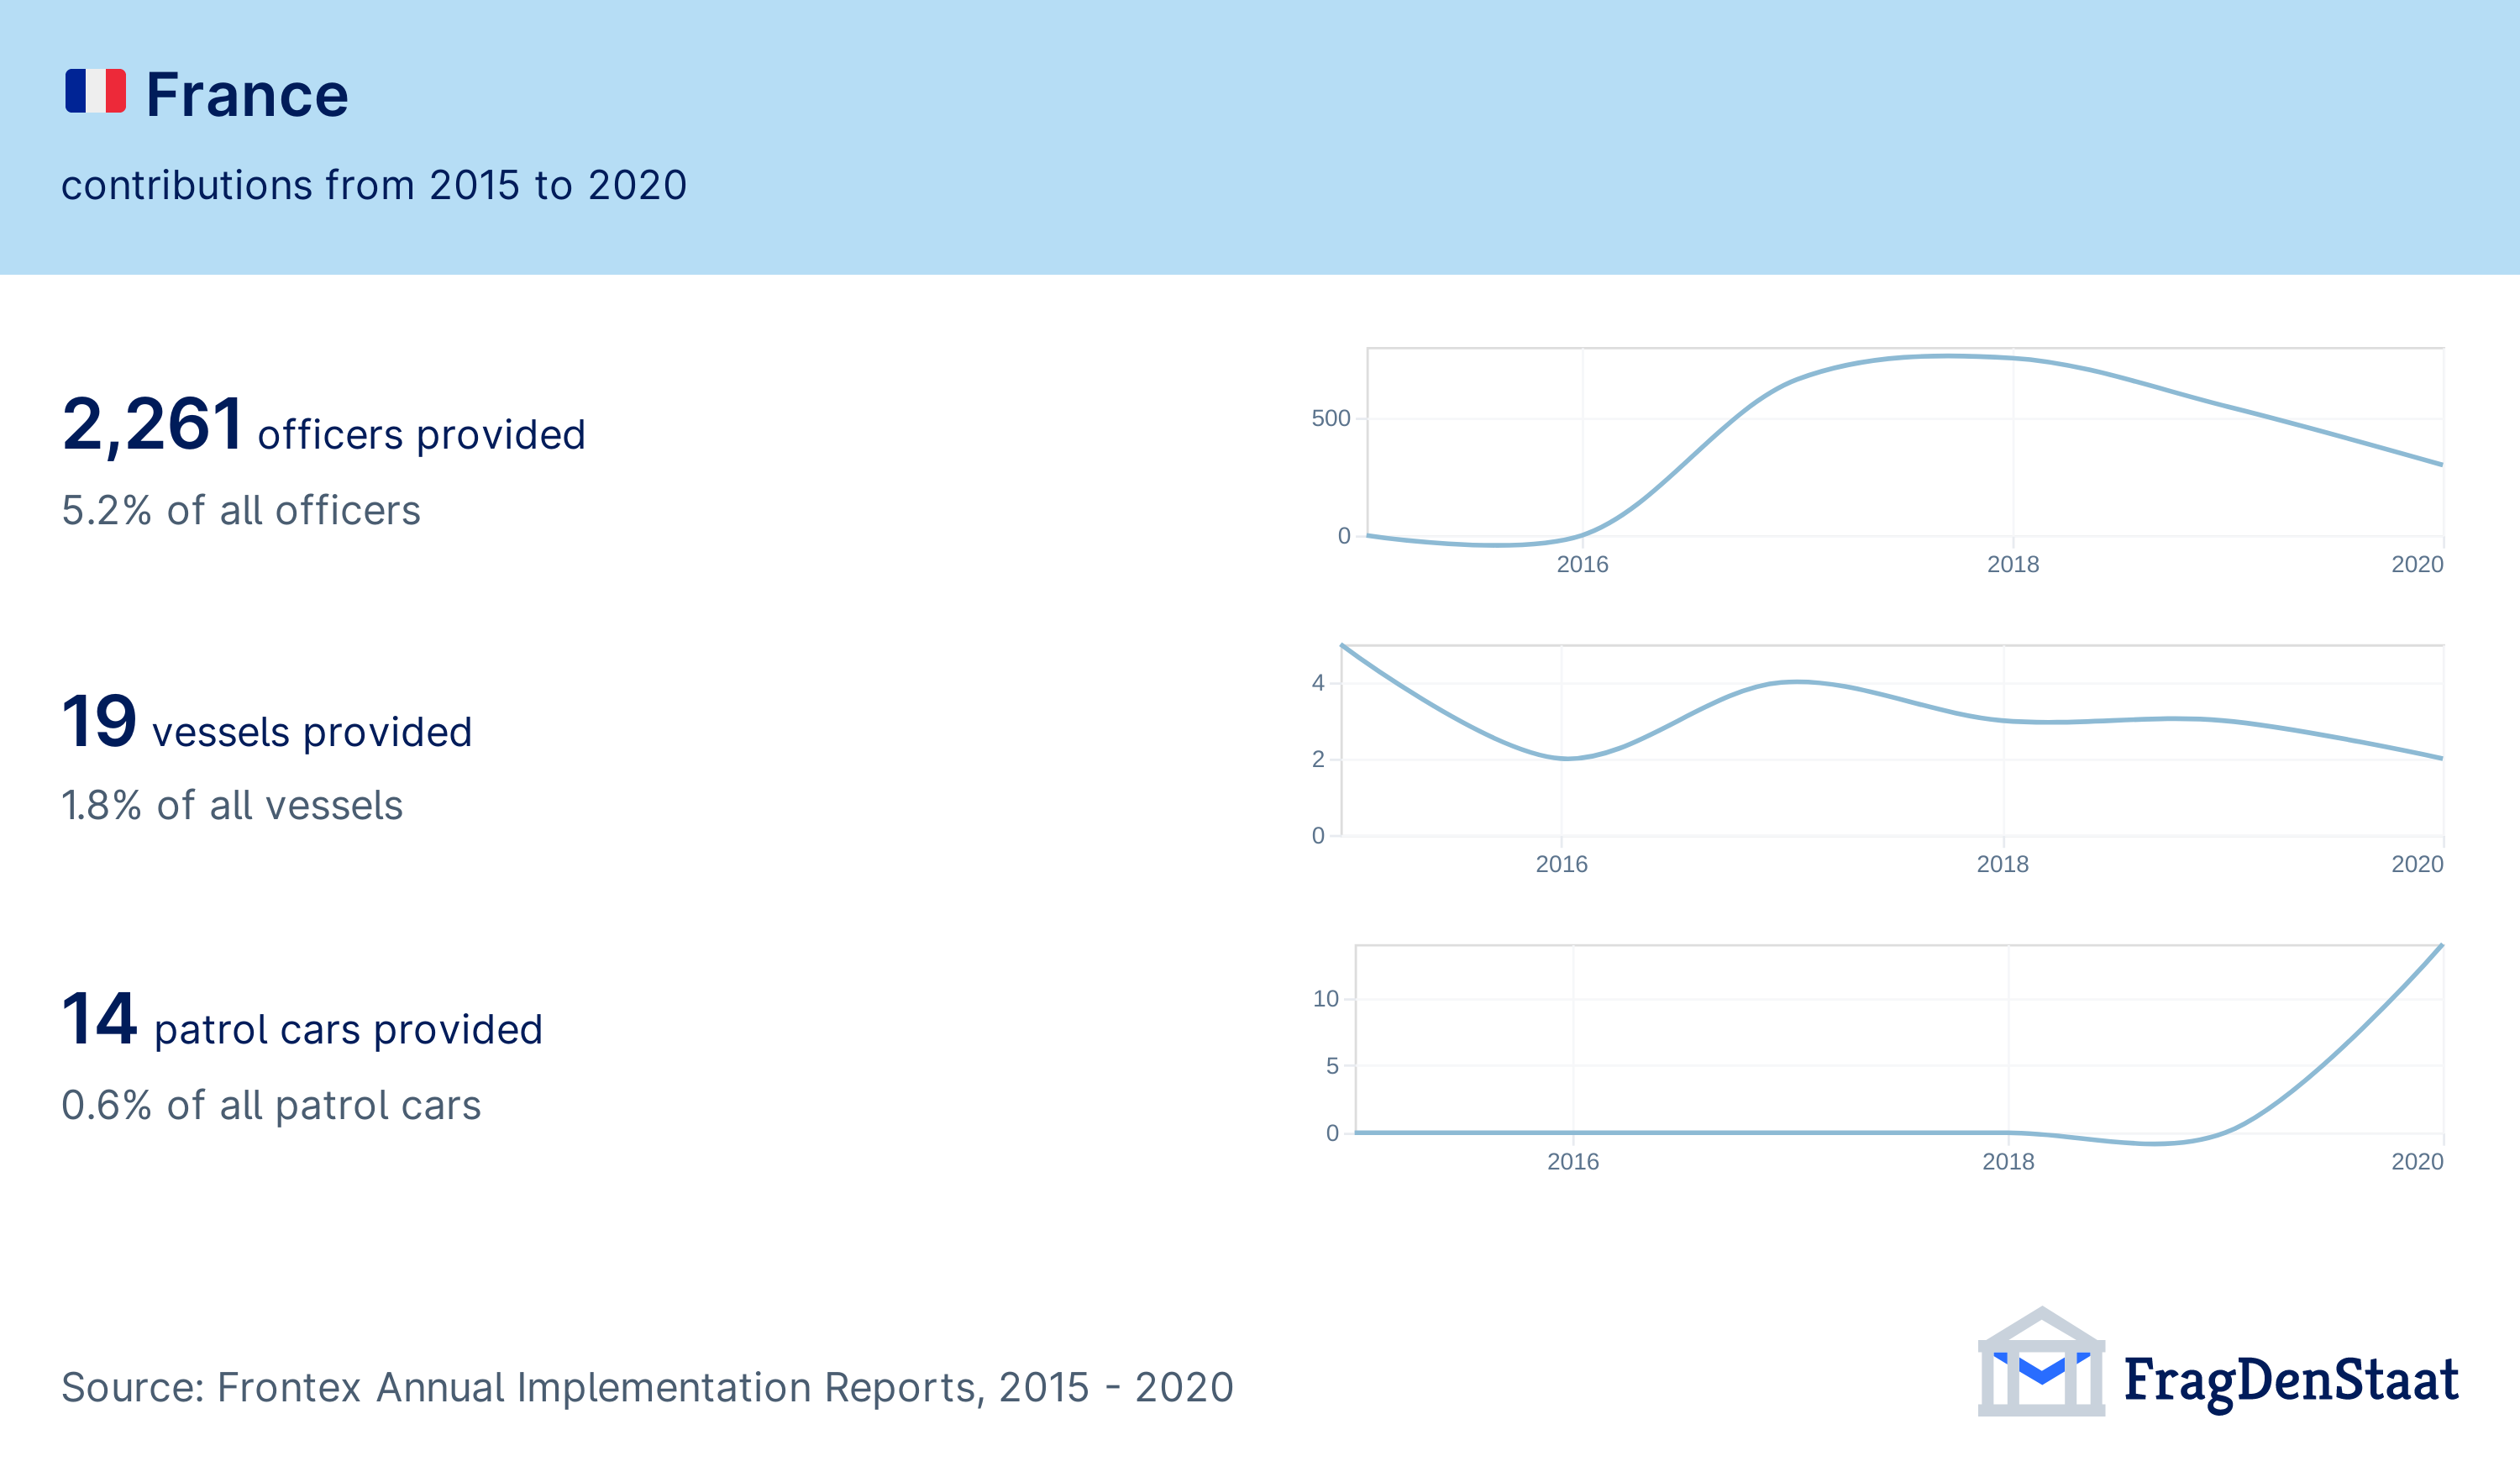 France
contributions from 2015 to 2020
2,261 officers provided
5.2% of all officers
500
0
2016 2018 2020
19 vessels provided
1.8% of all vessels
4
2
0
2016 2018 2020
14 patrol cars provided
0.6% of all patrol cars
10
5
0
2016 2018 2020
Source: Frontex Annual Implementation Reports, 2015 - 2020
FragDenStaat